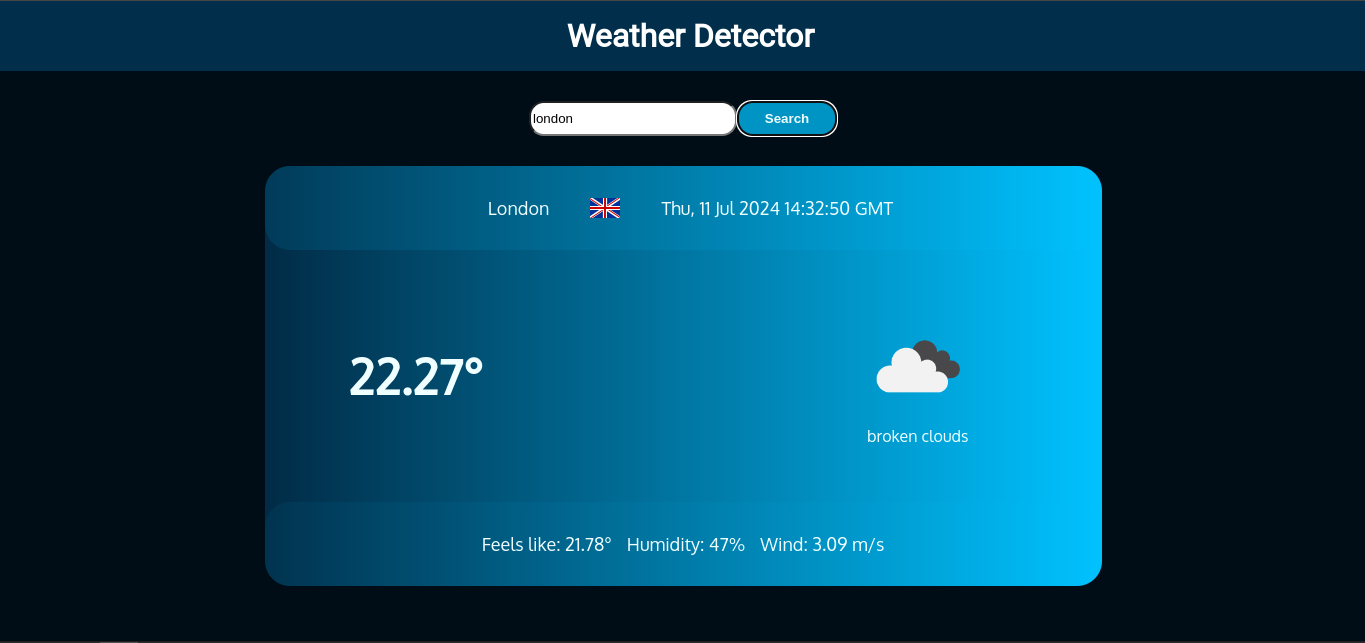 Weather Detector
london Search
London Thu, 11 Jul 2024 14:32:50 GMT
22.27°
broken clouds
Feels like: 21.78° Humidity: 47% Wind: 3.09 m/s